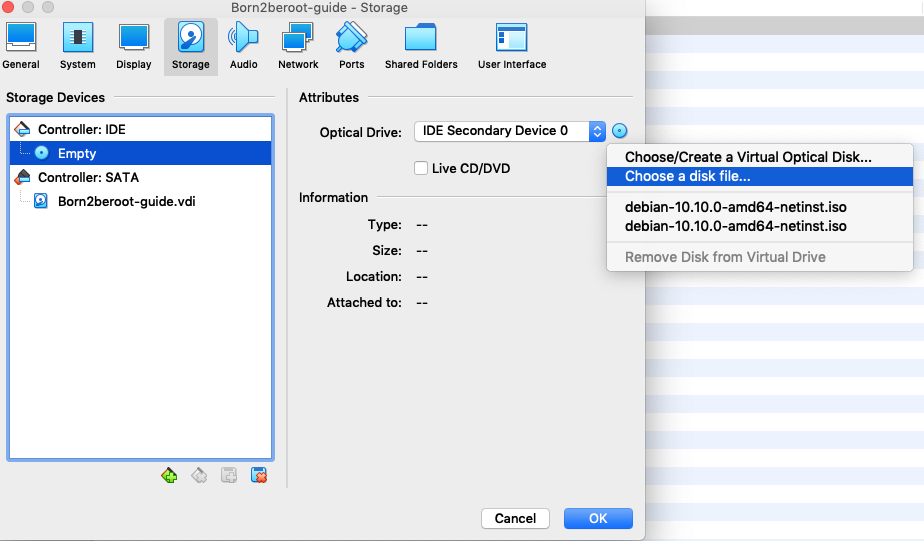 Born2beroot-guide - Storage
General System Display Storage Audio Network Ports Shared Folders User Interface
Storage Devices
Controller: IDE
Empty
Controller: SATA
Born2beroot-guide.vdi
Attributes
Optical Drive: IDE Secondary Device 0
Live CD/DVD
Information
Type: --
Size: --
Location: --
Attached to: --
Choose/Create a Virtual Optical Disk...
Choose a disk file...
debian-10.10.0-amd64-netinst.iso
debian-10.10.0-amd64-netinst.iso
Remove Disk from Virtual Drive
Cancel OK